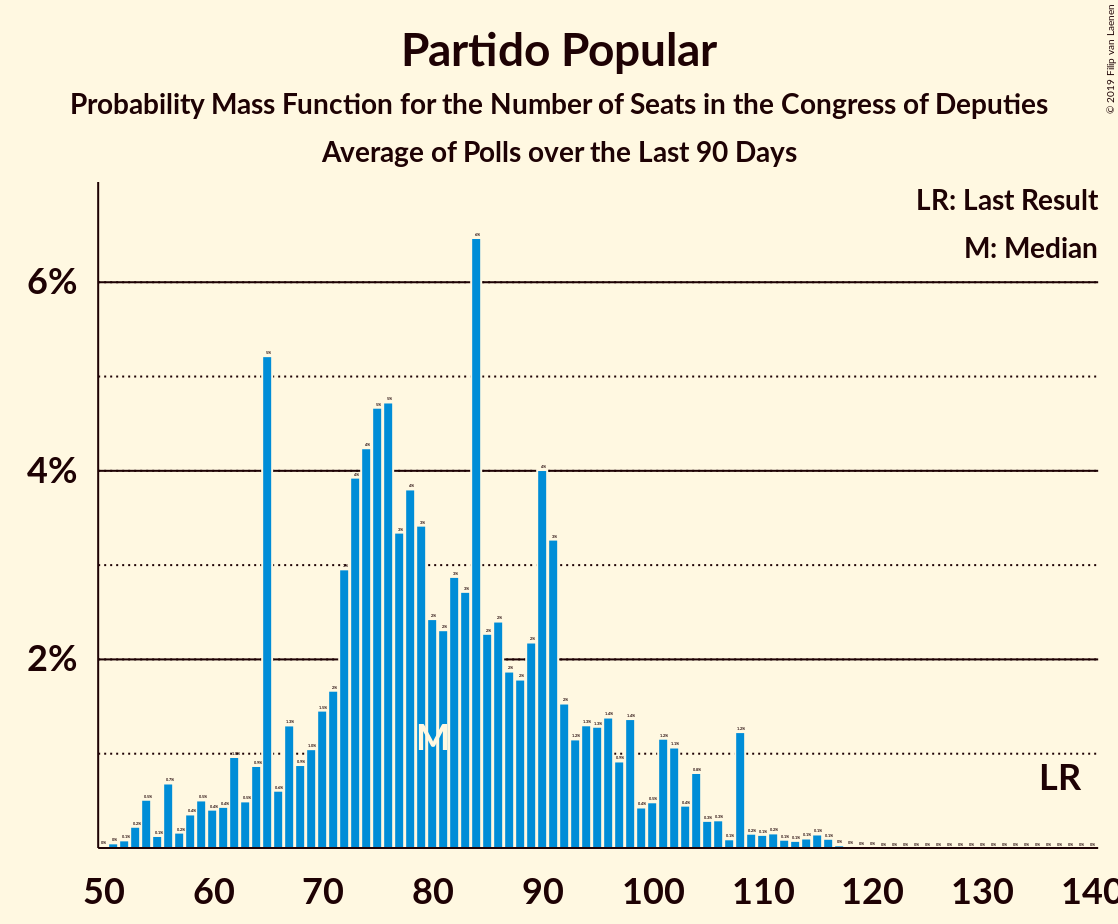 Partido Popular
Probability Mass Function for the Number of Seats in the Congress of Deputies
Average of Polls over the Last 90 Days
© 2019 Filip van Laenen
LR: Last Result
M: Median
6%
4%
2%
M
LR
50 60 70 80 90 100 110 120 130 140